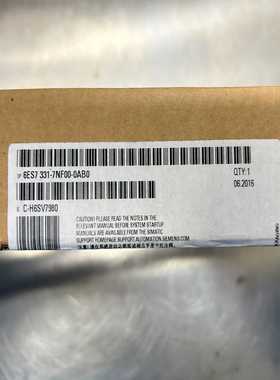 1P 6ES7 331-7NF00-0AB0
QTY:1
06.2016
S C-H6SV7980
CAUTION! PLEASE READ THE NOTES IN THE
RELEVANT MANUAL BEFORE SYSTEM STARTUP
MANUALS ARE AVAILABLE FROM THE SIMATIC
SUPPORT HOMEPAGE SUPPORT.AUTOMATION.SIEMENS.COM